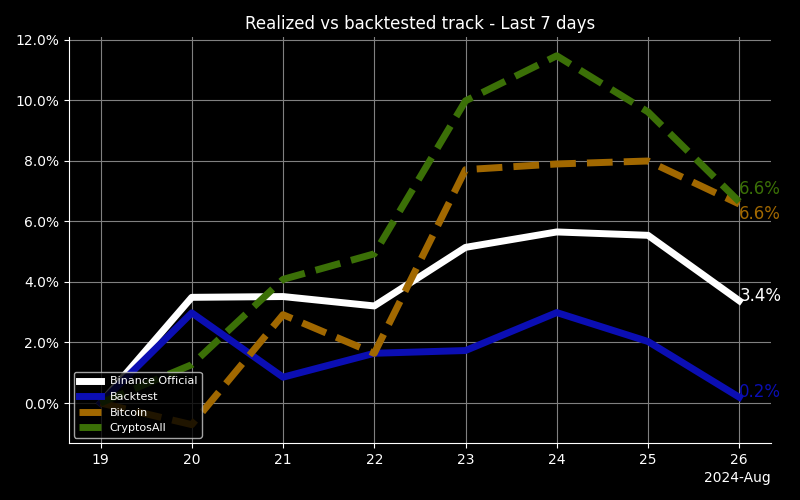 Realized vs backtested track - Last 7 days
12.0%
10.0%
8.0%
6.0%
4.0%
2.0%
0.0%
6.6%
6.6%
3.4%
0.2%
Binance Official
Backtest
Bitcoin
CryptosAll
19 20 21 22 23 24 25 26
2024-Aug